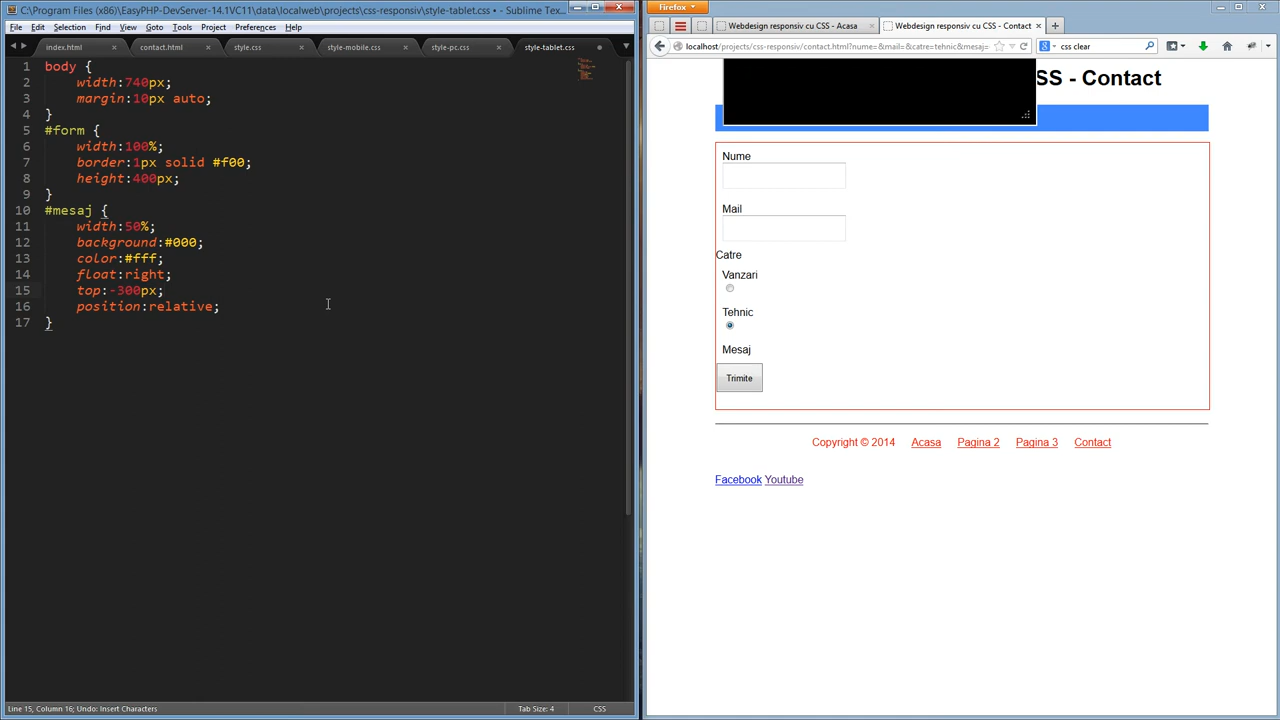 C:\Program Files (x86)\EasyPHP-DevServer-14.1VC11\data\localweb\projects\css-responsiv\style-tablet.css • - Sublime Tex...
File Edit Selection Find View Goto Tools Project Preferences Help
index.html contact.html style.css style-mobile.css style-pc.css style-tablet.css
1 body {
2 width:740px;
3 margin:10px auto;
4 }
5 #form {
6 width:100%;
7 border:1px solid #f00;
8 height:400px;
9 }
10 #mesaj {
11 width:50%;
12 background:#000;
13 color:#fff;
14 float:right;
15 top:-300px;
16 position:relative;
17 }
Line 15, Column 16; Undo: Insert Characters Tab Size: 4 CSS
Firefox
Webdesign responsiv cu CSS - Acasa Webdesign responsiv cu CSS - Contact
localhost/projects/css-responsiv/contact.html?nume=&mail=&catre=tehnic&mesaj= css clear
SS - Contact
Nume
Mail
Catre
Vanzari
Tehnic
Mesaj
Trimite
Copyright © 2014 Acasa Pagina 2 Pagina 3 Contact
Facebook Youtube